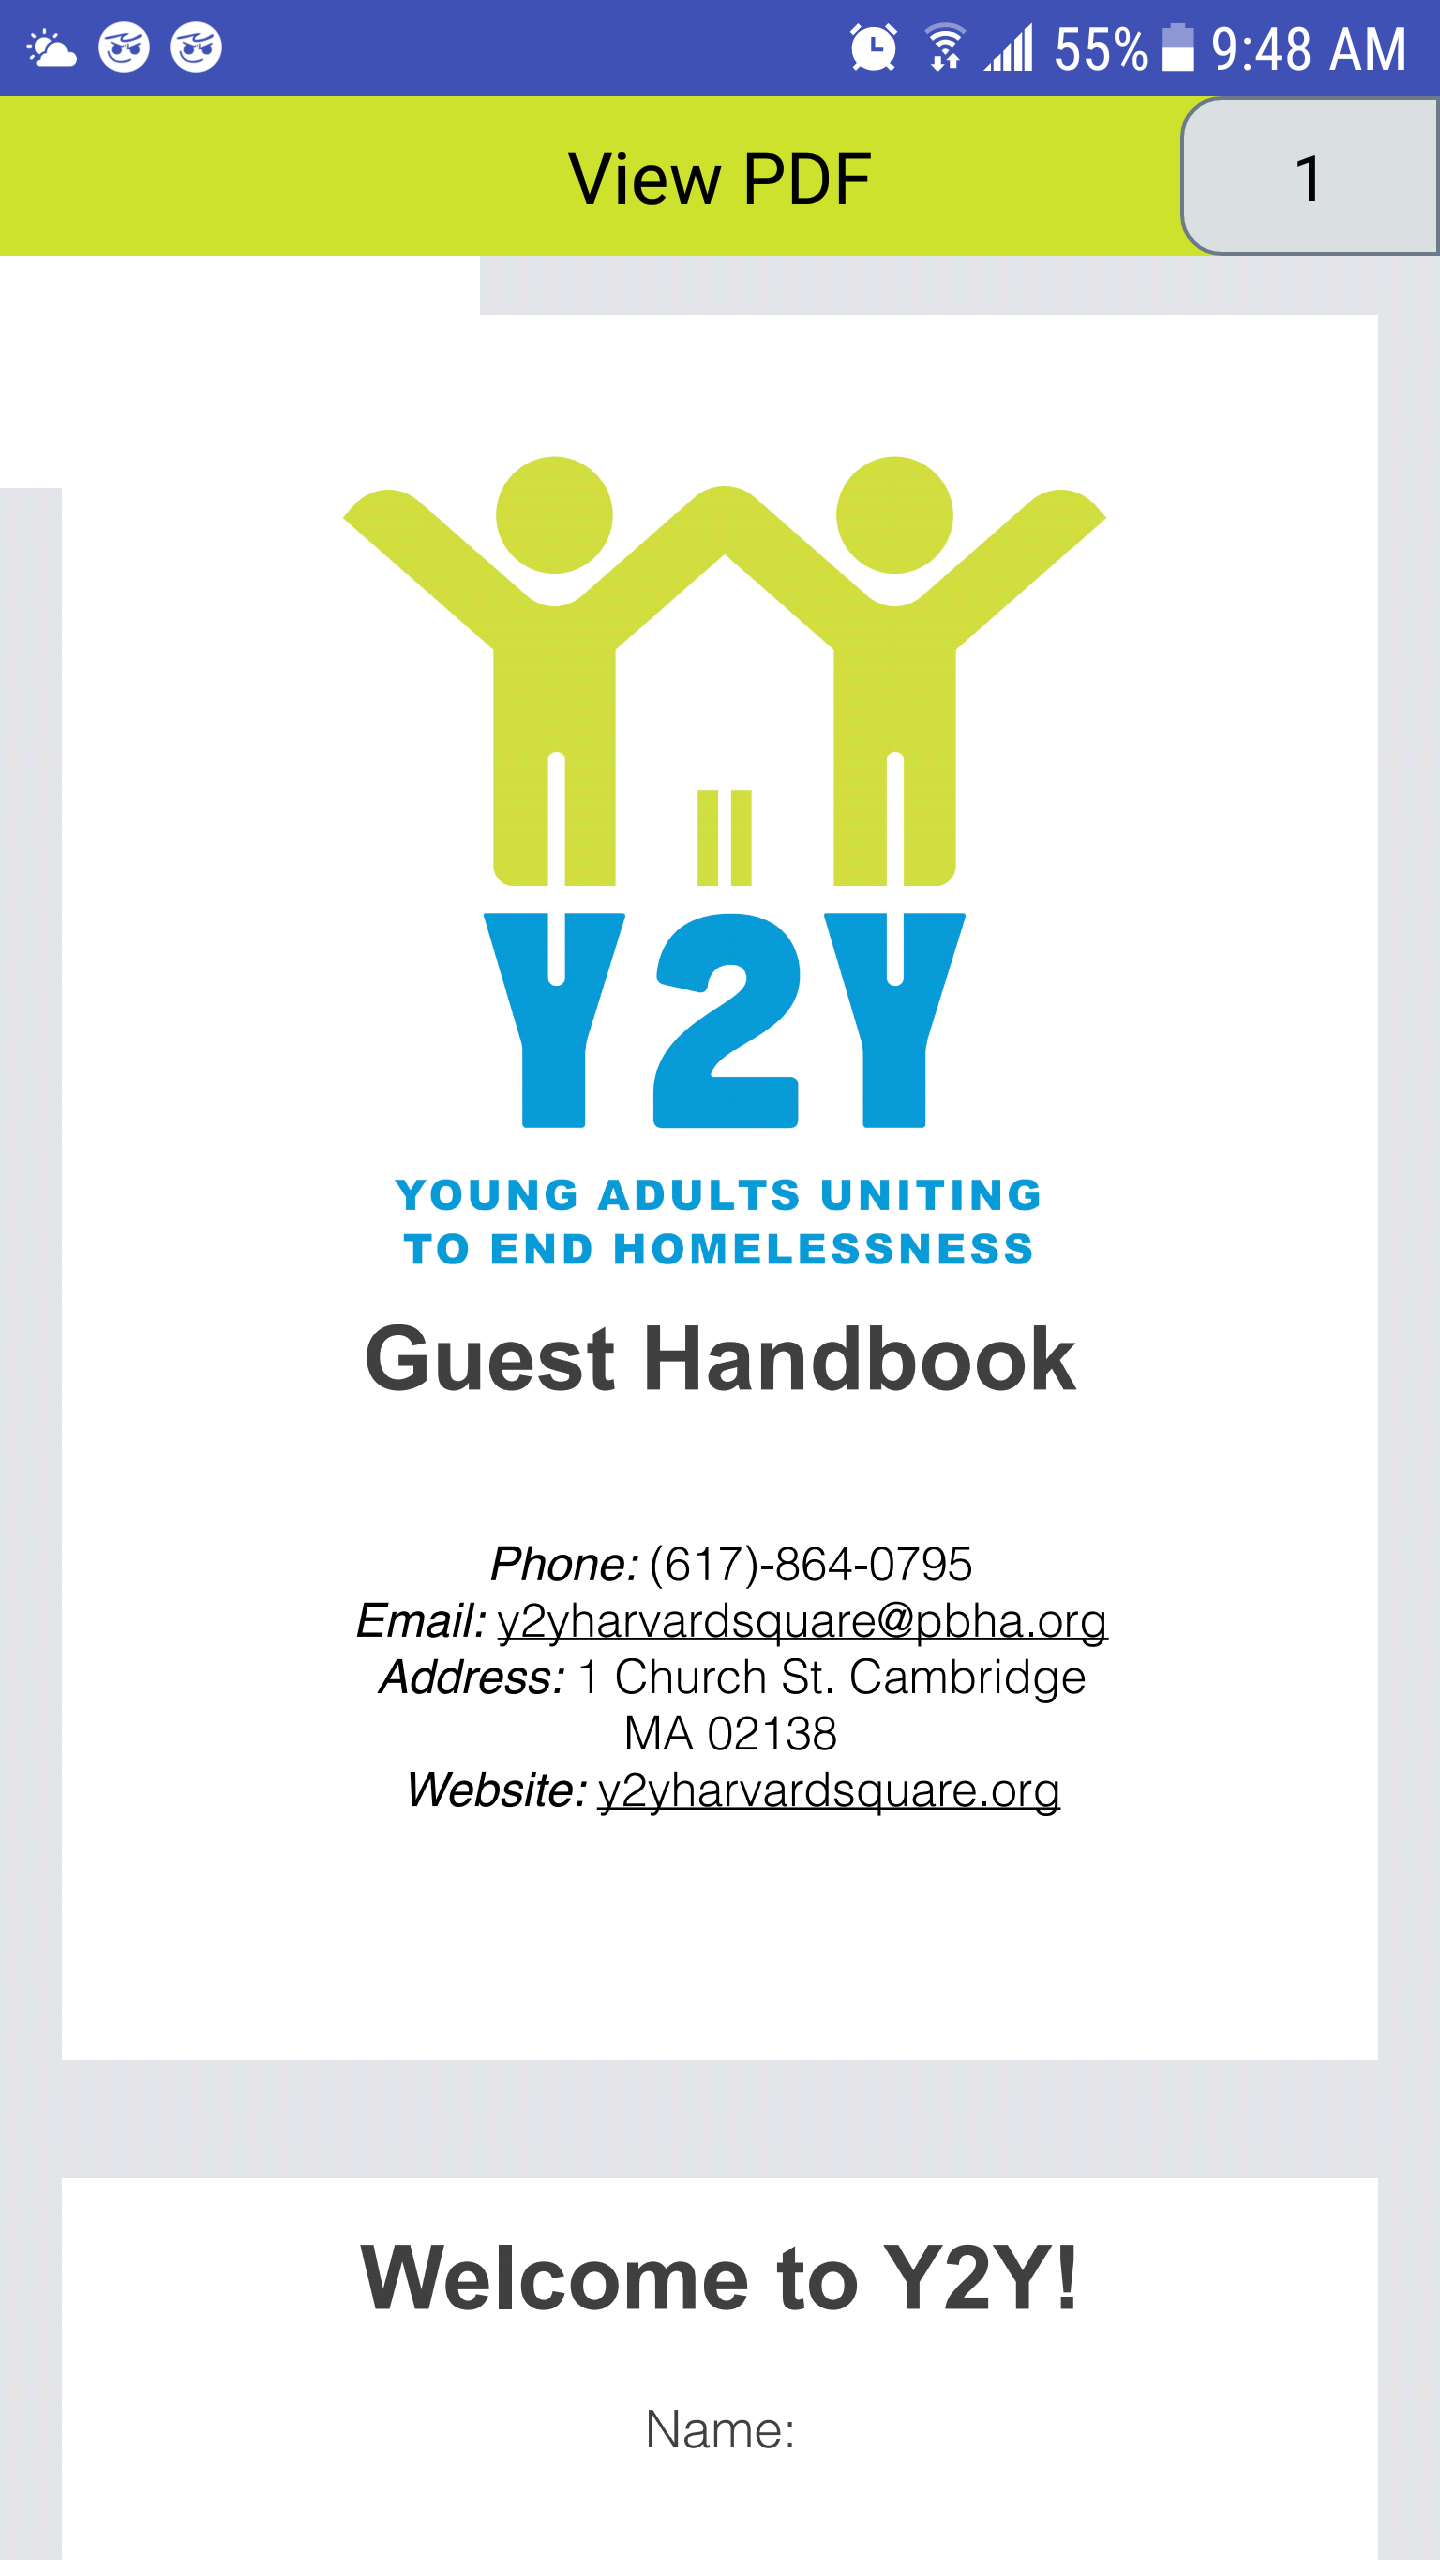 55% 9:48 AM
View PDF
1
Y2Y
YOUNG ADULTS UNITING
TO END HOMELESSNESS
Guest Handbook
Phone: (617)-864-0795
Email: y2yharvardsquare@pbha.org
Address: 1 Church St. Cambridge
MA 02138
Website: y2yharvardsquare.org
Welcome to Y2Y!
Name: